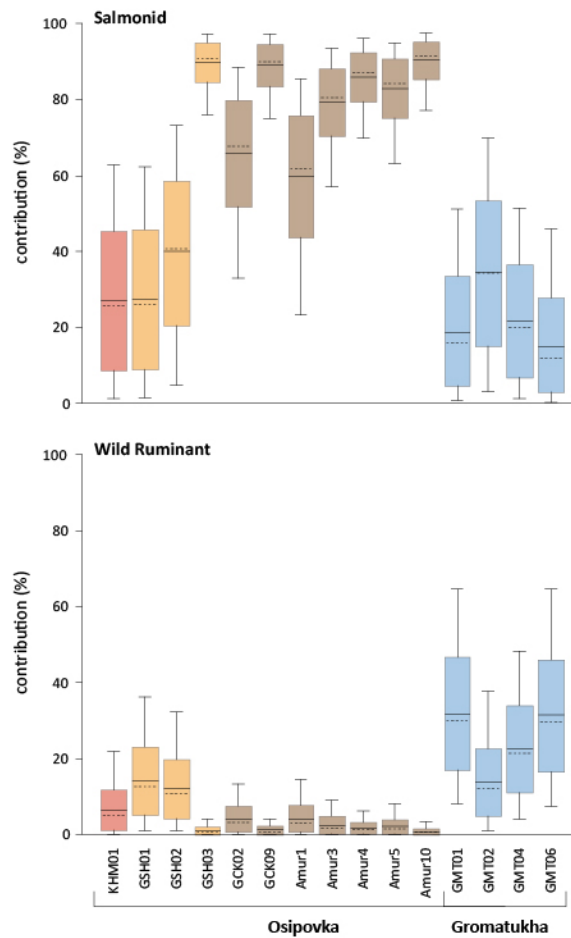 Salmonid
contribution (%)
100
80
60
40
20
0
Wild Ruminant
contribution (%)
100
80
60
40
20
0
KHM01
GSH01
GSH02
GSH03
GCK02
GCK09
Amur1
Amur3
Amur4
Amur5
Amur10
GMT01
GMT02
GMT04
GMT06
Osipovka
Gromatukha